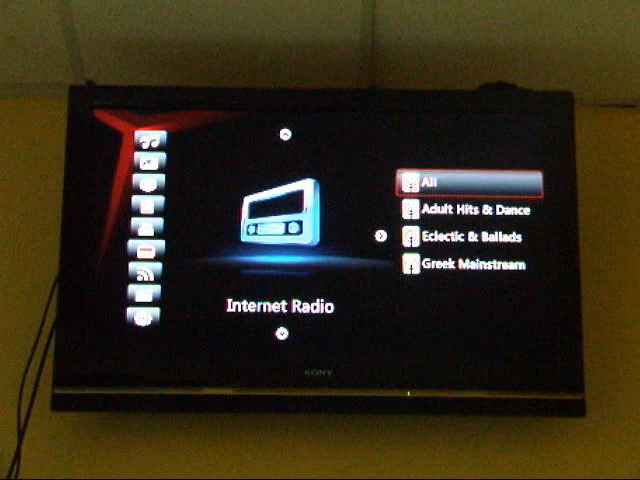 All
Adult Hits & Dance
Eclectic & Ballads
Greek Mainstream
Internet Radio
SONY